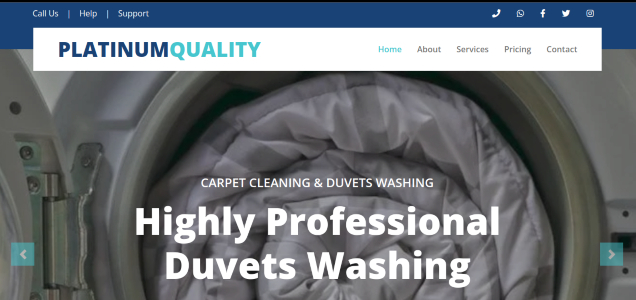 Call Us | Help | Support
PLATINUMQUALITY
Home About Services Pricing Contact
CARPET CLEANING & DUVETS WASHING
Highly Professional
Duvets Washing